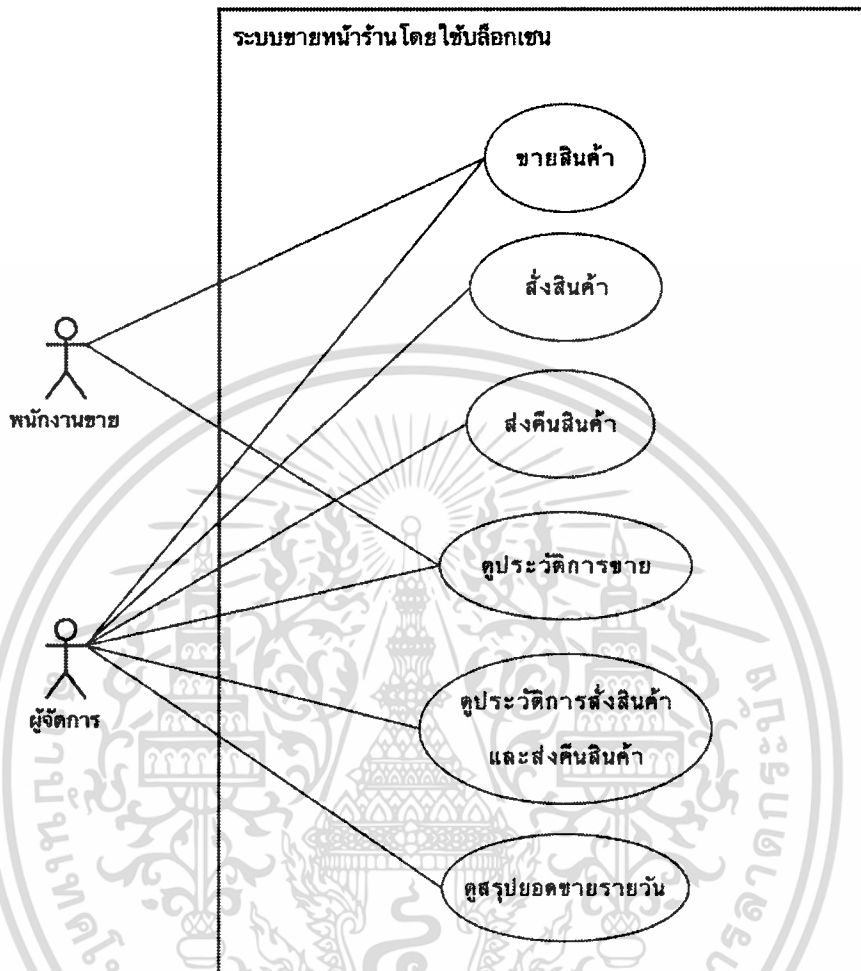 ระบบขายหน้าร้านโดยใช้บล็อกเชน
ขายสินค้า
สั่งสินค้า
พนักงานขาย
ส่งคืนสินค้า
ดูประวัติการขาย
ผู้จัดการ
ดูประวัติการสั่งสินค้า
และส่งคืนสินค้า
ดูสรุปยอดขายรายวัน